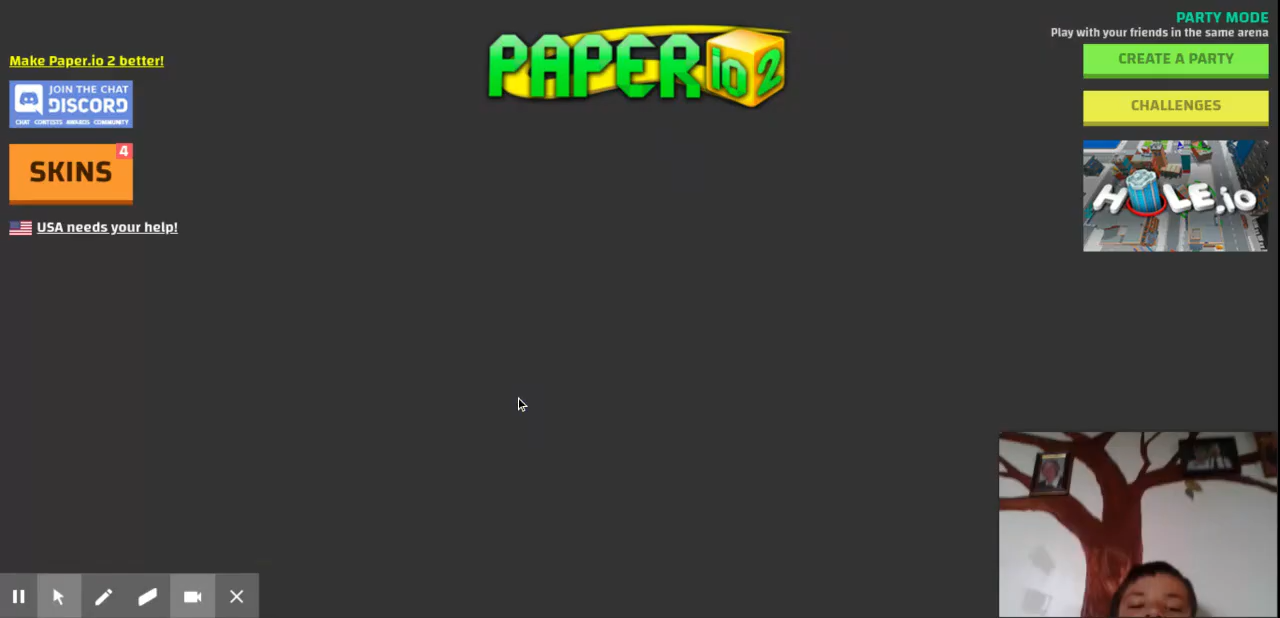 Make Paper.io 2 better!
JOIN THE CHAT
DISCORD
CHAT CONTESTS AWARDS COMMUNITY
SKINS
4
USA needs your help!
PAPER io 2
PARTY MODE
Play with your friends in the same arena
CREATE A PARTY
CHALLENGES
HOLE.io